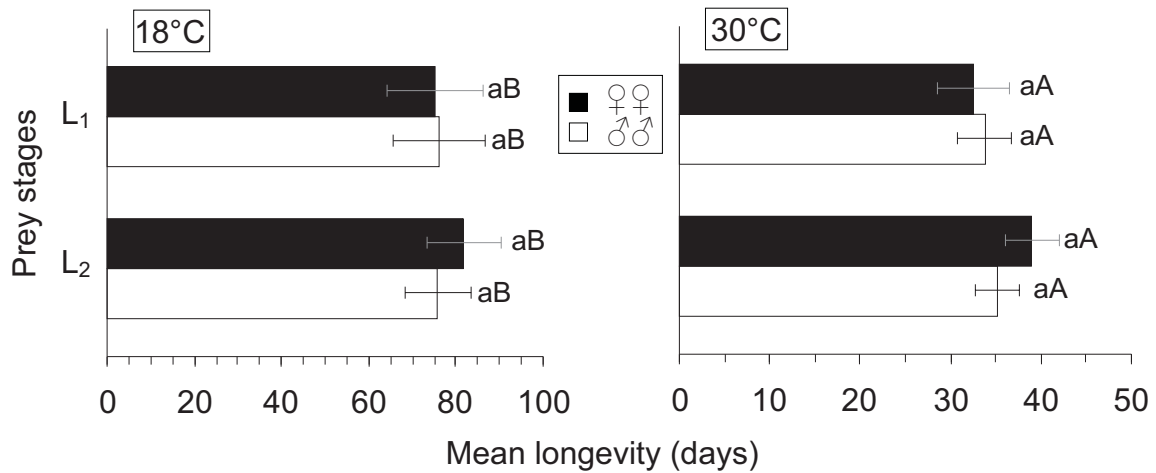 18°C
30°C
aB
aB
aB
aB
L1
L2
Prey stages
♀♀
♂♂
aA
aA
aA
aA
0 20 40 60 80 100
0 10 20 30 40 50
Mean longevity (days)